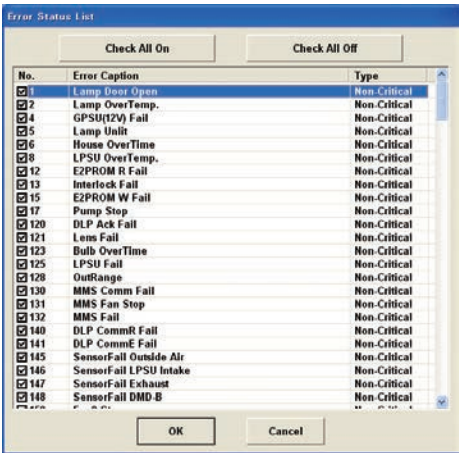 Error Status List
Check All On Check All Off
No. Error Caption Type
1 Lamp Door Open Non-Critical
2 Lamp OverTemp. Non-Critical
4 GPSU(12V) Fail Non-Critical
5 Lamp Unlit Non-Critical
6 House OverTime Non-Critical
8 LPSU OverTemp. Non-Critical
12 E2PROM R Fail Non-Critical
13 Interlock Fail Non-Critical
15 E2PROM W Fail Non-Critical
17 Pump Stop Non-Critical
120 DLP Ack Fail Non-Critical
121 Lens Fail Non-Critical
123 Bulb OverTime Non-Critical
125 LPSU Fail Non-Critical
128 OutRange Non-Critical
130 MMS Comm Fail Non-Critical
131 MMS Fan Stop Non-Critical
132 MMS Fail Non-Critical
140 DLP CommR Fail Non-Critical
141 DLP CommE Fail Non-Critical
145 SensorFail Outside Air Non-Critical
146 SensorFail LPSU Intake Non-Critical
147 SensorFail Exhaust Non-Critical
148 SensorFail DMD-B Non-Critical
OK Cancel